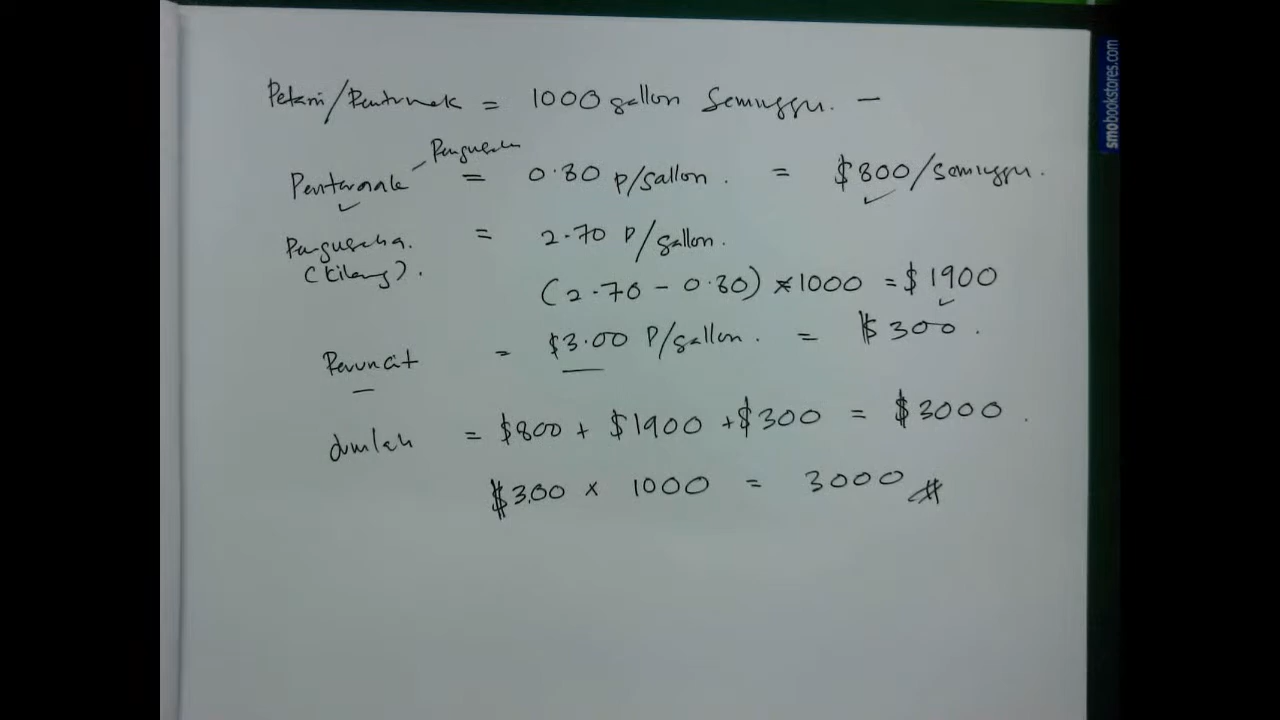 Petani/Penternak = 1000 gallon Seminggu. –
Pengusaha
Penternak = 0.80 p/gallon. = $800/seminggu.
Pengusaha. = 2.70 P/gallon.
(kilang). (2.70 - 0.80) × 1000 = $1900
Peruncit = $3.00 P/gallon. = $300.
Jumlah = $800 + $1900 + $300 = $3000.
$3.00 × 1000 = 3000 #
smobookstores.com